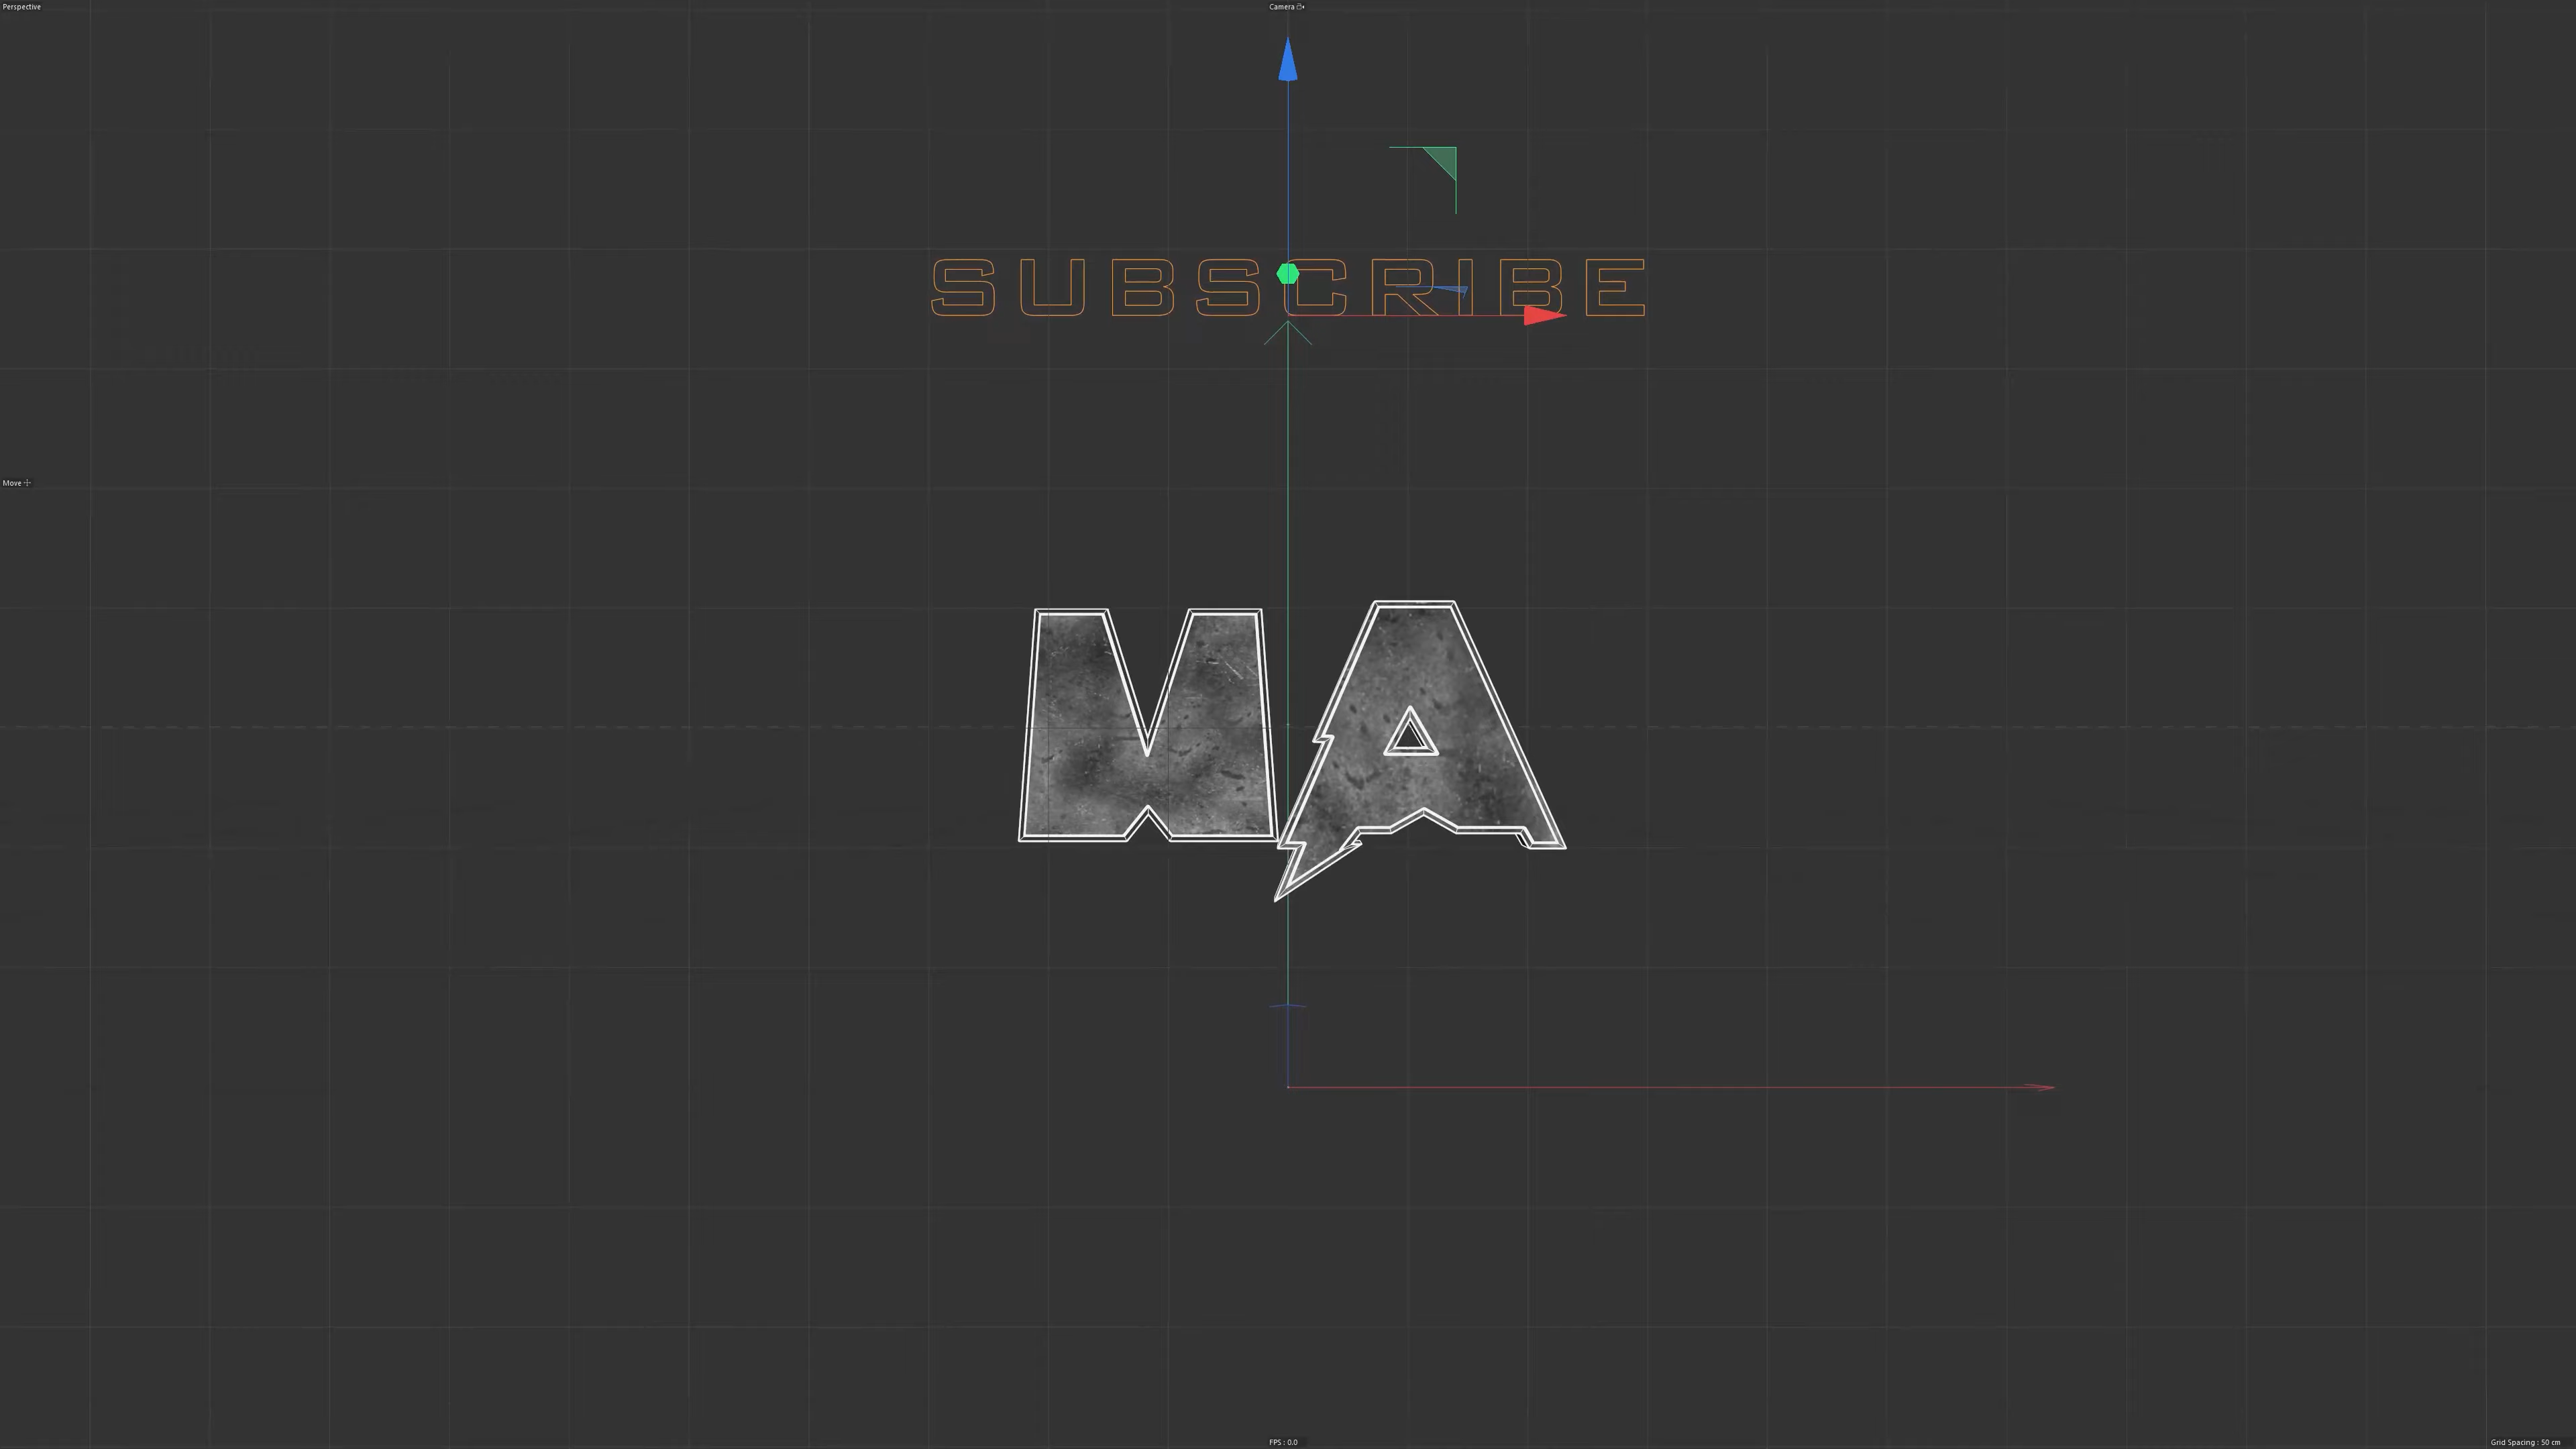 Perspective
Camera
SUBSCRIBE
Move
MA
FPS : 0.0
Grid Spacing : 50 cm